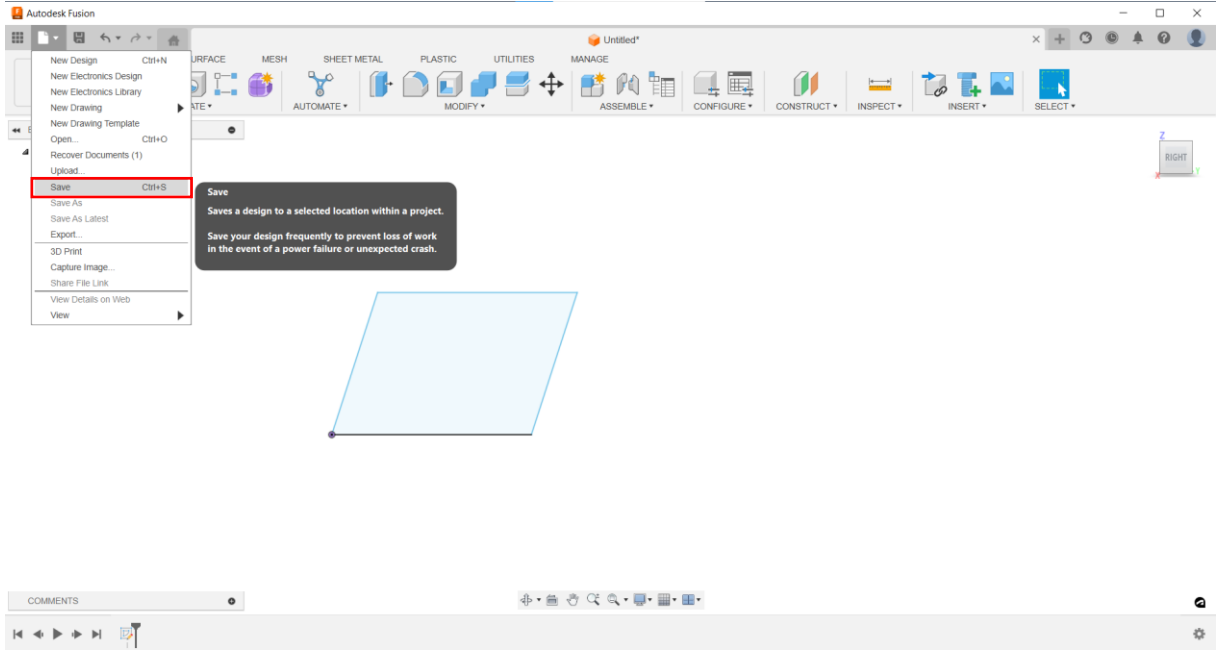 Autodesk Fusion
Untitled*
URFACE MESH SHEET METAL PLASTIC UTILITIES MANAGE
ATE AUTOMATE MODIFY ASSEMBLE CONFIGURE CONSTRUCT INSPECT INSERT SELECT
New Design Ctrl+N
New Electronics Design
New Electronics Library
New Drawing
New Drawing Template
Open... Ctrl+O
Recover Documents (1)
Upload...
Save Ctrl+S
Save As
Save As Latest
Export...
3D Print
Capture Image...
Share File Link
View Details on Web
View
Save
Saves a design to a selected location within a project.
Save your design frequently to prevent loss of work
in the event of a power failure or unexpected crash.
Z
RIGHT
X Y
COMMENTS